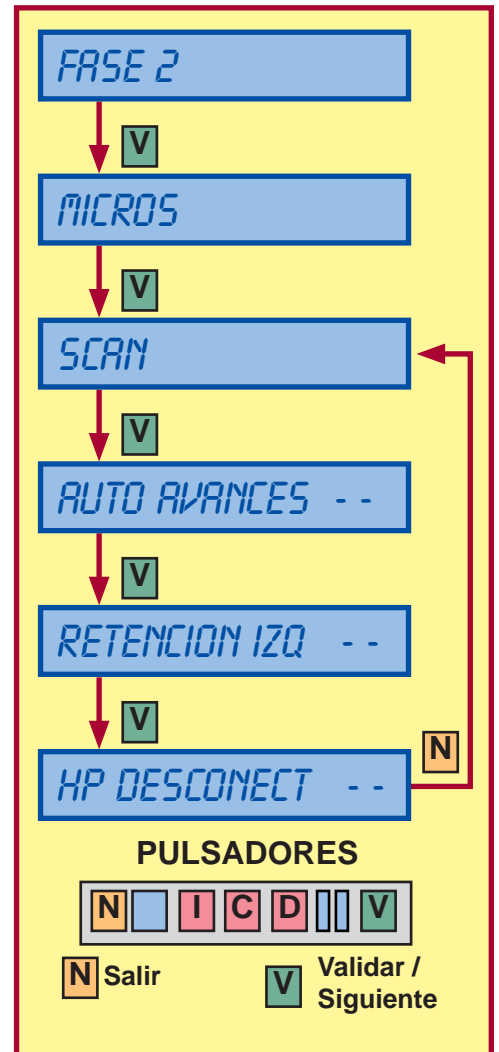 FASE 2
V
MICROS
V
SCAN
V
AUTO AVANCES - -
V
RETENCION IZQ - -
V
HP DESCONECT - -
N
PULSADORES
N I C D V
N Salir
V Validar /
Siguiente